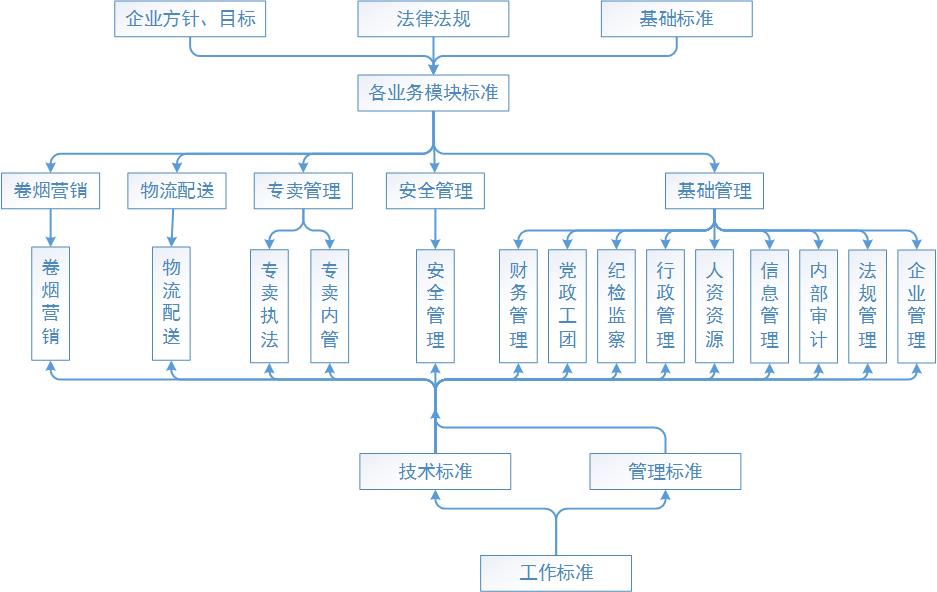 企业方针、目标
法律法规
基础标准
各业务模块标准
卷烟营销
物流配送
专卖管理
安全管理
基础管理
卷烟营销
物流配送
专卖执法
专卖内管
安全管理
财务管理
党政工团
纪检监察
行政管理
人资资源
信息管理
内部审计
法规管理
企业管理
技术标准
管理标准
工作标准